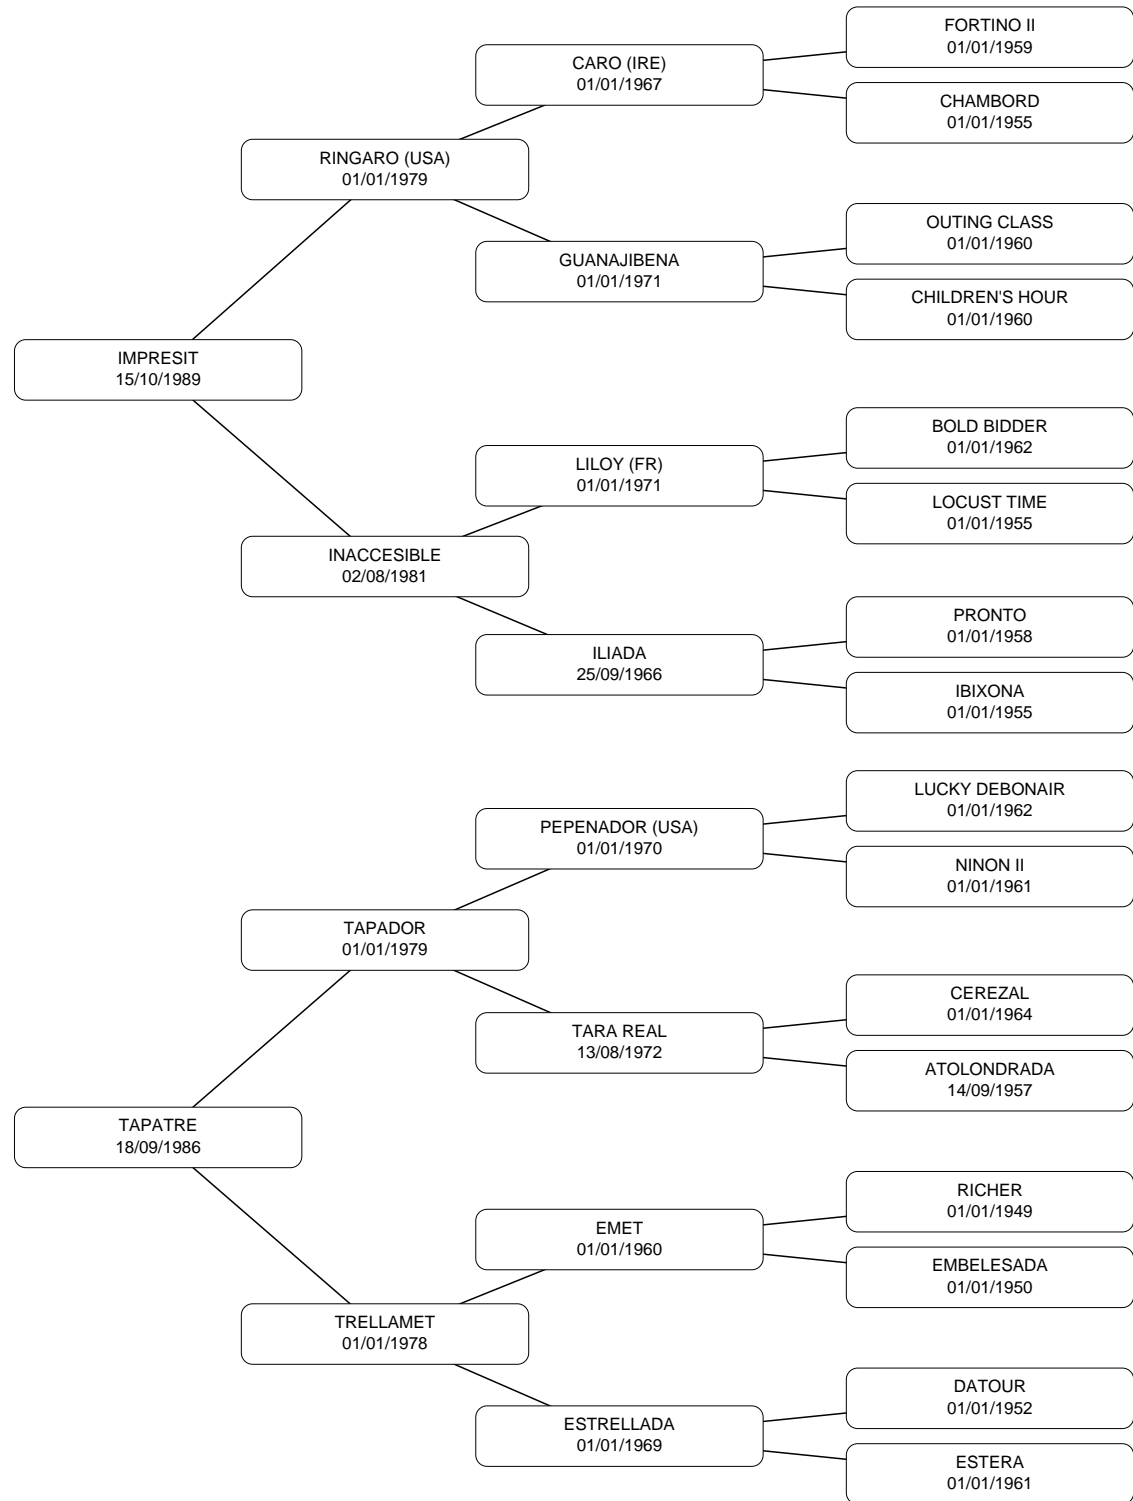 FORTINO II
01/01/1959
CARO (IRE)
01/01/1967
CHAMBORD
01/01/1955
RINGARO (USA)
01/01/1979
OUTING CLASS
01/01/1960
GUANAJIBENA
01/01/1971
CHILDREN'S HOUR
01/01/1960
IMPRESIT
15/10/1989
BOLD BIDDER
01/01/1962
LILOY (FR)
01/01/1971
LOCUST TIME
01/01/1955
INACCESIBLE
02/08/1981
PRONTO
01/01/1958
ILIADA
25/09/1966
IBIXONA
01/01/1955
LUCKY DEBONAIR
01/01/1962
PEPENADOR (USA)
01/01/1970
NINON II
01/01/1961
TAPADOR
01/01/1979
CEREZAL
01/01/1964
TARA REAL
13/08/1972
ATOLONDRADA
14/09/1957
TAPATRE
18/09/1986
RICHER
01/01/1949
EMET
01/01/1960
EMBELESADA
01/01/1950
TRELLAMET
01/01/1978
DATOUR
01/01/1952
ESTRELLADA
01/01/1969
ESTERA
01/01/1961